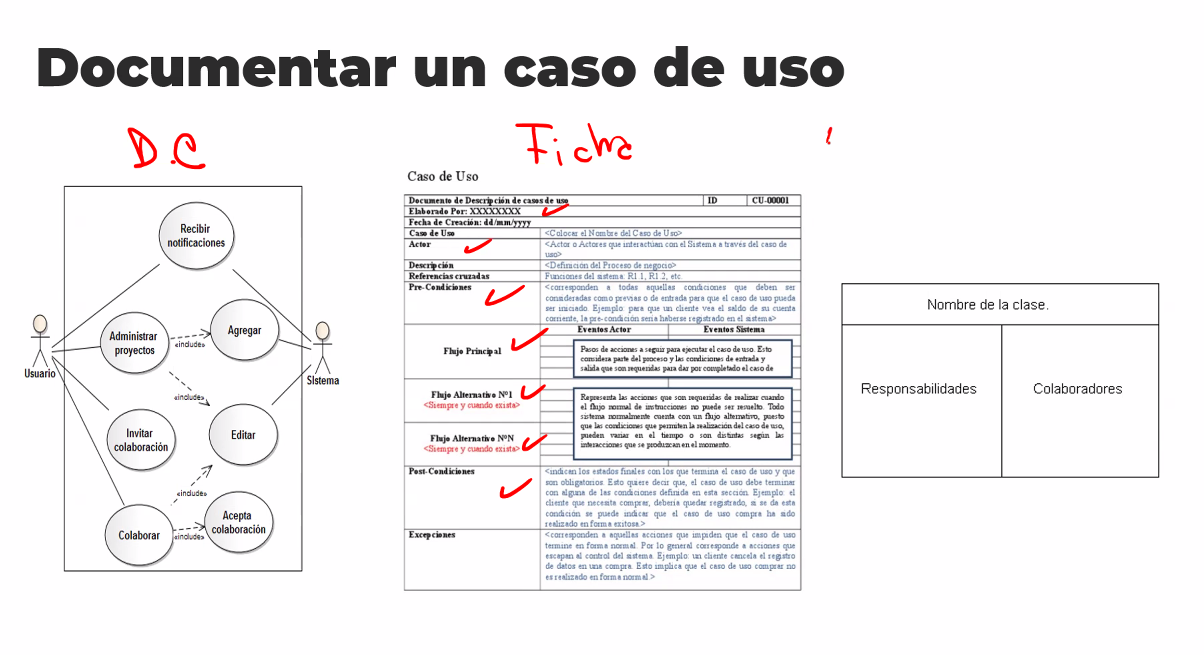 Documentar un caso de uso
D.C
Ficha
Recibir
notificaciones
Administrar
proyectos
«include»
Agregar
Usuario
SIstema
«include»
Invitar
colaboración
Editar
«include»
Colaborar
«include»
Acepta
colaboración
Caso de Uso
Documento de Descripción de casos de uso ID CU-00001
Elaborado Por: XXXXXXXX
Fecha de Creación: dd/mm/yyyy
Caso de Uso <Colocar el Nombre del Caso de Uso>
Actor <Actor o Actores que interactúan con el Sistema a través del caso de
uso>
Descripción <Definición del Proceso de negocio>
Referencias cruzadas Funciones del sistema: R1.1, R1.2, etc.
Pre-Condiciones <corresponden a todas aquellas condiciones que deben ser
consideradas como previas o de entrada para que el caso de uso pueda
ser iniciado. Ejemplo: para que un cliente vea el saldo de su cuenta
corriente, la pre-condición sería haberse registrado en el sistema>
Flujo Principal
Eventos Actor Eventos Sistema
Pasos de acciones a seguir para ejecutar el caso de uso. Esto
considera parte del proceso y las condiciones de entrada y
salida que son requeridas para dar por completado el caso de
Flujo Alternativo Nº1
<Siempre y cuando exista>
Flujo Alternativo NºN
<Siempre y cuando exista>
Representa las acciones que son requeridas de realizar cuando
el flujo normal de instrucciones no puede ser resuelto. Todo
sistema normalmente cuenta con un flujo alternativo, puesto
que las condiciones que permiten la realización del caso de uso,
pueden variar en el tiempo o son distintas según las
interacciones que se produzcan en el momento.
Post-Condiciones <indican los estados finales con los que termina el caso de uso y que
son obligatorios. Esto quiere decir que, el caso de uso debe terminar
con alguna de las condiciones definida en esta sección. Ejemplo: el
cliente que necesita comprar, debería quedar registrado, si se da esta
condición se puede indicar que el caso de uso compra ha sido
realizado en forma exitosa.>
Excepciones <corresponden a aquellas acciones que impiden que el caso de uso
termine en forma normal. Por lo general corresponde a acciones que
escapan al control del sistema. Ejemplo: un cliente cancela el registro
de datos en una compra. Esto implica que el caso de uso comprar no
es realizado en forma normal.>
Nombre de la clase.
Responsabilidades
Colaboradores